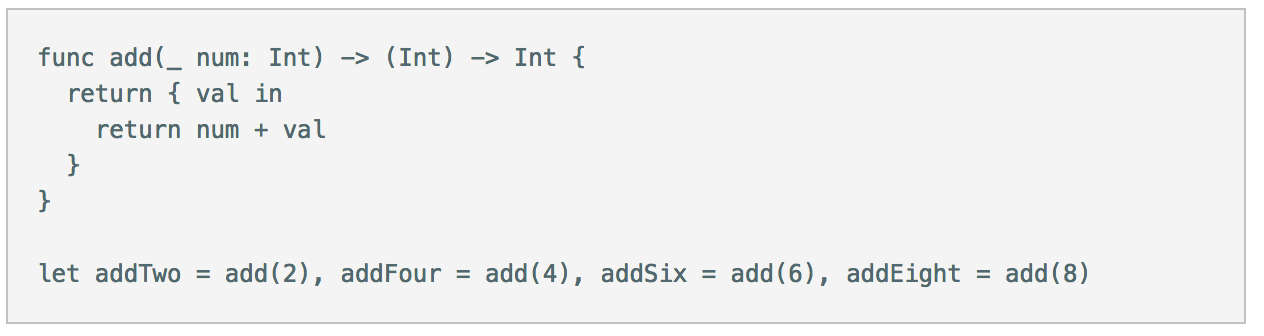 func add(_ num: Int) -> (Int) -> Int {
  return { val in
    return num + val
  }
}

let addTwo = add(2), addFour = add(4), addSix = add(6), addEight = add(8)